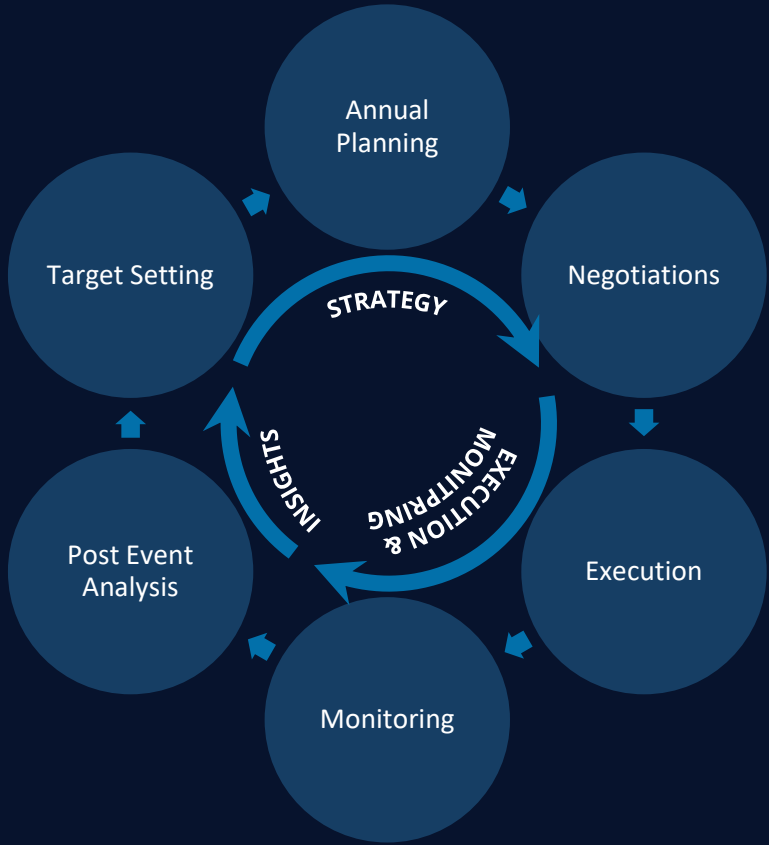 Annual
Planning
Target Setting
Negotiations
STRATEGY
INSIGHTS
EXECUTION &
MONITPRING
Post Event
Analysis
Execution
Monitoring